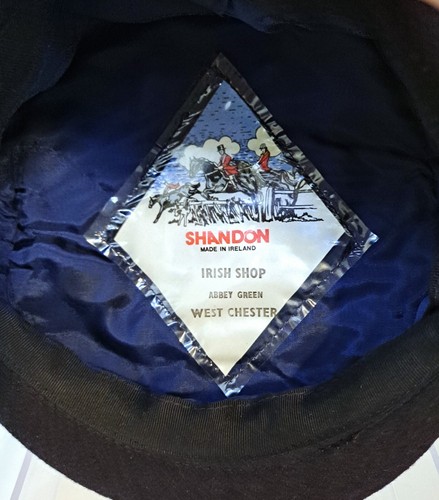 SHANDON
MADE IN IRELAND
IRISH SHOP
ABBEY GREEN
WEST CHESTER